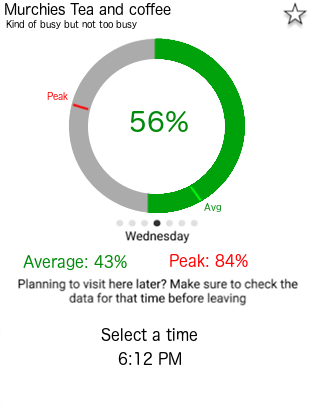 Murchies Tea and coffee
Kind of busy but not too busy
Peak
56%
Avg
Wednesday
Average: 43% Peak: 84%
Planning to visit here later? Make sure to check the
data for that time before leaving
Select a time
6:12 PM